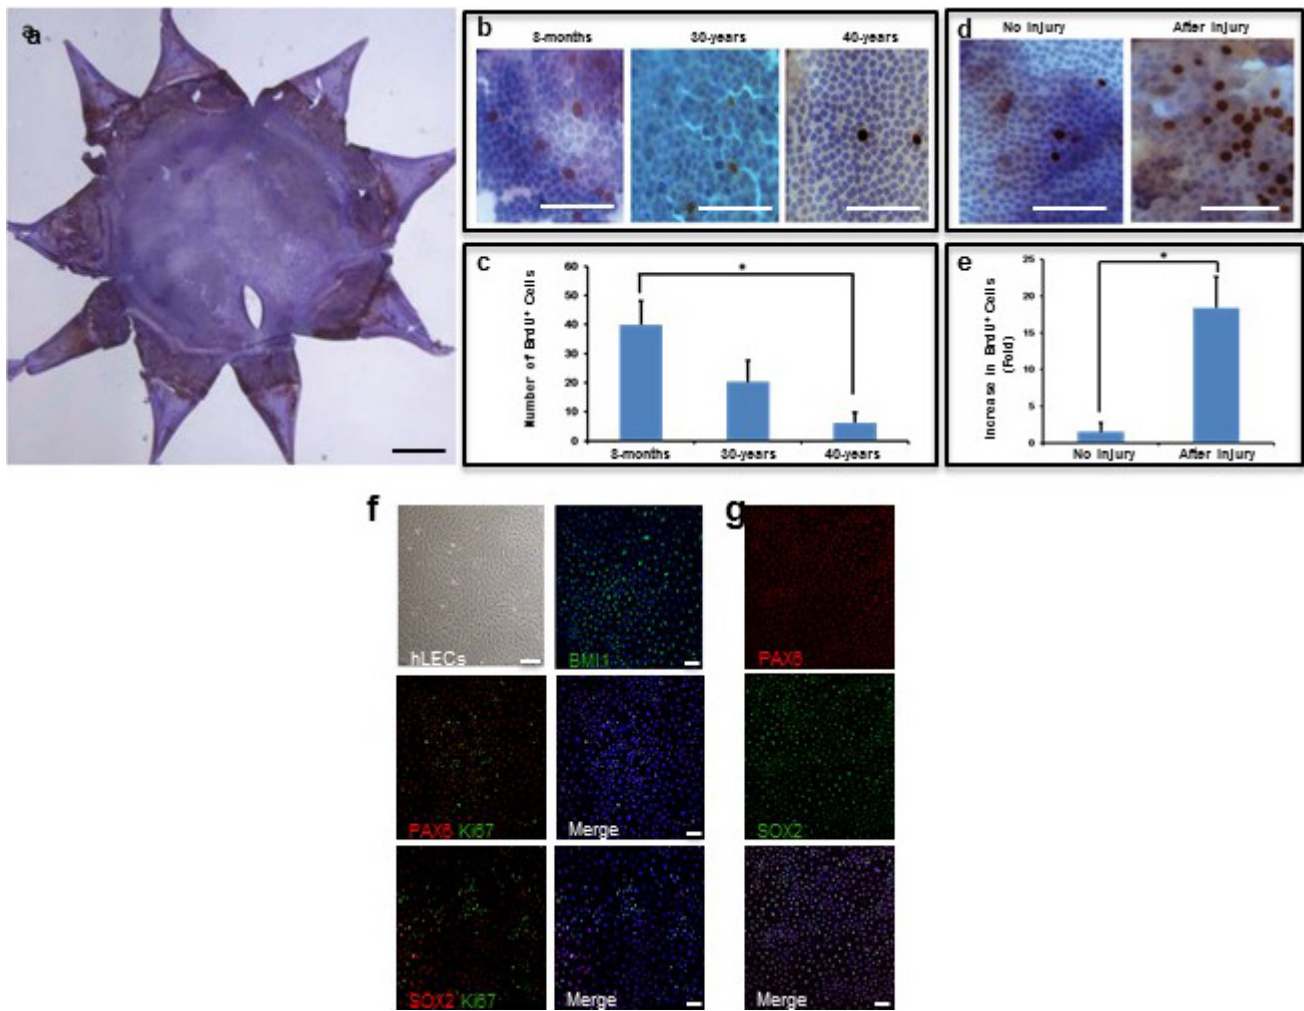 a
a
b
8-months
30-years
40-years
d
No Injury
After Injury
c
Number of BrdU⁺ Cells
60
50
40
30
20
10
0
*
8-months
30-years
40-years
e
Increase in BrdU⁺ Cells
(Fold)
25
20
15
10
5
0
*
No Injury
After Injury
f
hLECs
BMI1
PAX6 Ki67
Merge
SOX2 Ki67
Merge
g
PAX6
SOX2
Merge